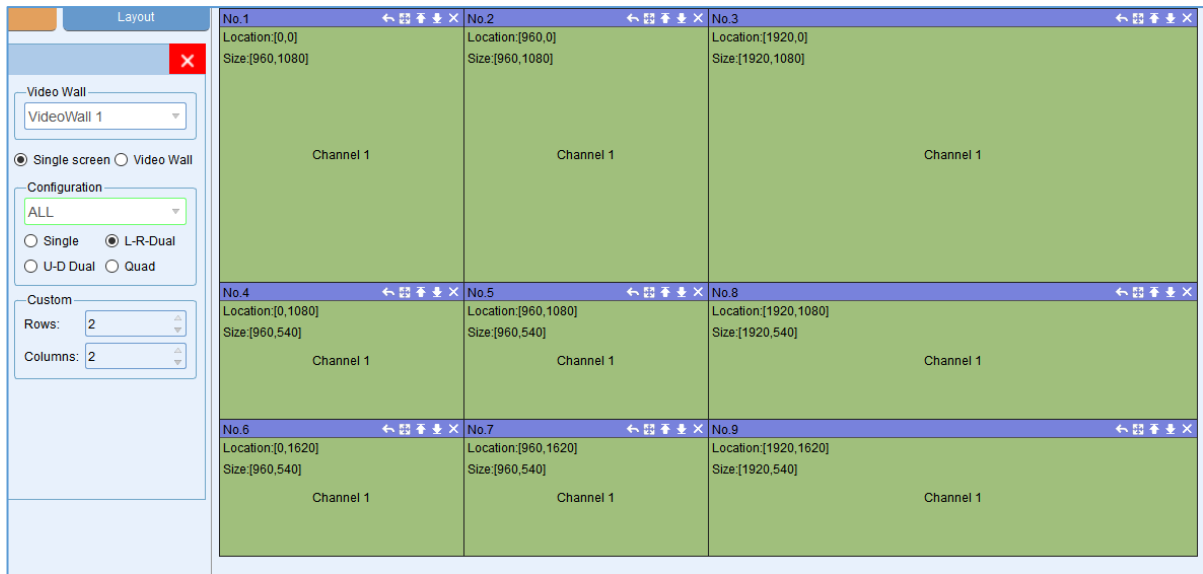 Layout
Video Wall
VideoWall 1
Single screen Video Wall
Configuration
ALL
Single L-R-Dual
U-D Dual Quad
Custom
Rows: 2
Columns: 2
No.1
Location:[0,0]
Size:[960,1080]
Channel 1
No.2
Location:[960,0]
Size:[960,1080]
Channel 1
No.3
Location:[1920,0]
Size:[1920,1080]
Channel 1
No.4
Location:[0,1080]
Size:[960,540]
Channel 1
No.5
Location:[960,1080]
Size:[960,540]
Channel 1
No.8
Location:[1920,1080]
Size:[1920,540]
Channel 1
No.6
Location:[0,1620]
Size:[960,540]
Channel 1
No.7
Location:[960,1620]
Size:[960,540]
Channel 1
No.9
Location:[1920,1620]
Size:[1920,540]
Channel 1